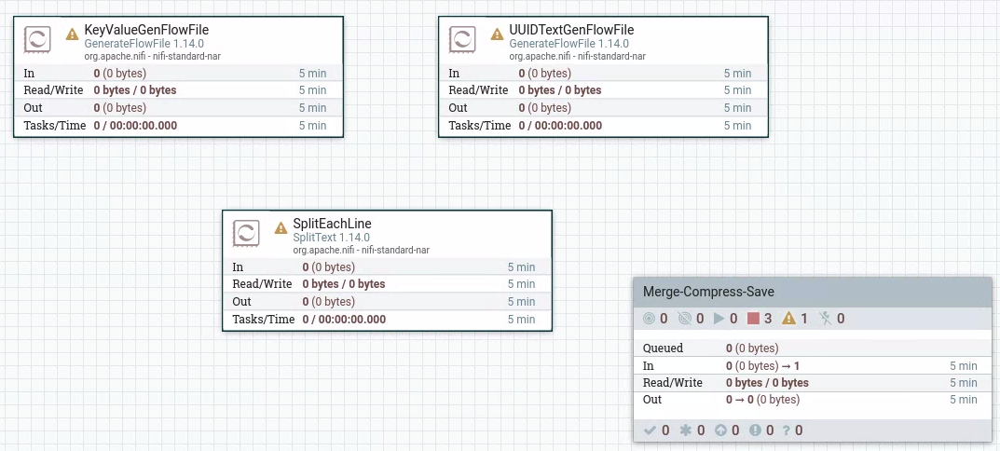 KeyValueGenFlowFile
GenerateFlowFile 1.14.0
org.apache.nifi - nifi-standard-nar
In 0 (0 bytes) 5 min
Read/Write 0 bytes / 0 bytes 5 min
Out 0 (0 bytes) 5 min
Tasks/Time 0 / 00:00:00.000 5 min
UUIDTextGenFlowFile
GenerateFlowFile 1.14.0
org.apache.nifi - nifi-standard-nar
In 0 (0 bytes) 5 min
Read/Write 0 bytes / 0 bytes 5 min
Out 0 (0 bytes) 5 min
Tasks/Time 0 / 00:00:00.000 5 min
SplitEachLine
SplitText 1.14.0
org.apache.nifi - nifi-standard-nar
In 0 (0 bytes) 5 min
Read/Write 0 bytes / 0 bytes 5 min
Out 0 (0 bytes) 5 min
Tasks/Time 0 / 00:00:00.000 5 min
Merge-Compress-Save
0 0 0 3 1 0
Queued 0 (0 bytes)
In 0 (0 bytes) → 1 5 min
Read/Write 0 bytes / 0 bytes 5 min
Out 0 → 0 (0 bytes) 5 min
0 0 0 0 ? 0